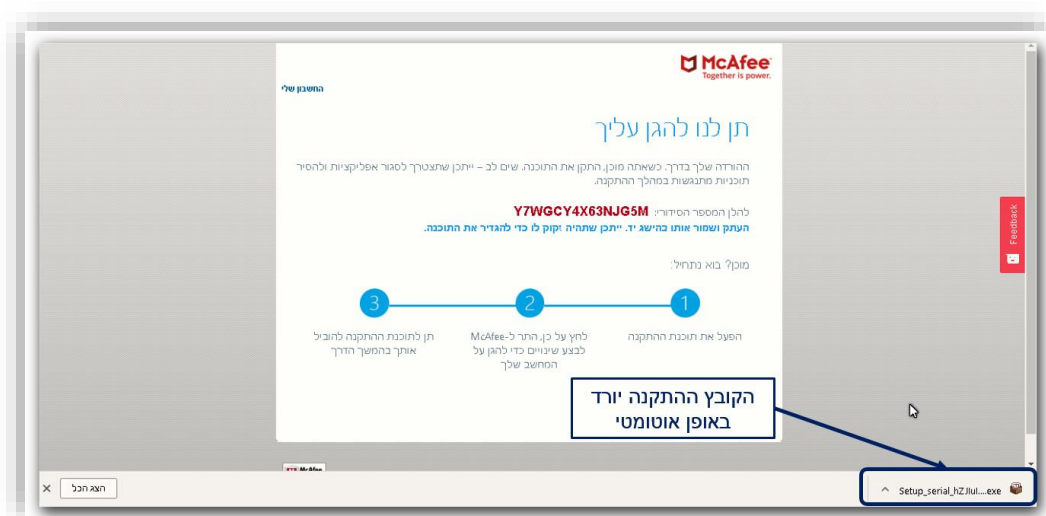 McAfee
Together is power.
החשבון שלי
תן לנו להגן עליך
ההורדה שלך בדרך. כשאתה מוכן, התקן את התוכנה. שים לב – ייתכן שתצטרך לסגור אפליקציות ולהסיר
תוכניות מתנגשות במהלך ההתקנה.
להלן המספר הסידורי: Y7WGCY4X63NJG5M
העתק ושמור אותו בהישג יד. ייתכן שתהיה זקוק לו כדי להגדיר את התוכנה.
מוכן? בוא נתחיל:
1
2
3
הפעל את תוכנת ההתקנה
לחץ על כן, התר ל-McAfee
לבצע שינויים כדי להגן על
המחשב שלך
תן לתוכנת ההתקנה להוביל
אותך בהמשך הדרך
Feedback
הקובץ ההתקנה יורד
באופן אוטומטי
McAfee
Setup_serial_hZJIuI....exe
הצג הכל